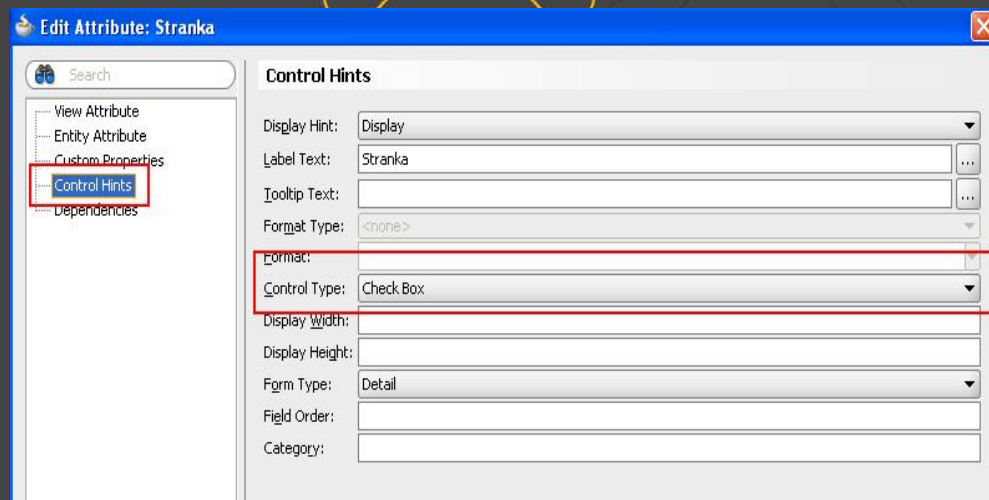 Edit Attribute: Stranka
Search
View Attribute
Entity Attribute
Custom Properties
Control Hints
Dependencies
Control Hints
Display Hint: Display
Label Text: Stranka ...
Tooltip Text: ...
Format Type: <none>
Format:
Control Type: Check Box
Display Width:
Display Height:
Form Type: Detail
Field Order:
Category: